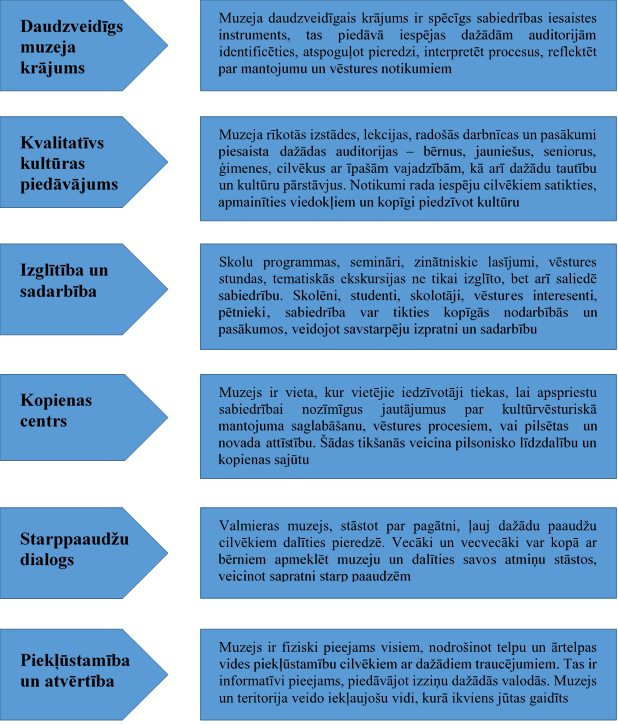 Daudzveidīgs
muzeja
krājums
Muzeja daudzveidīgais krājums ir spēcīgs sabiedrības iesaistes
instruments, tas piedāvā iespējas dažādām auditorijām
identificēties, atspoguļot pieredzi, interpretēt procesus, reflektēt
par mantojumu un vēstures notikumiem
Kvalitatīvs
kultūras
piedāvājums
Muzeja rīkotās izstādes, lekcijas, radošās darbnīcas un pasākumi
piesaista dažādas auditorijas – bērnus, jauniešus, seniorus,
ģimenes, cilvēkus ar īpašām vajadzībām, kā arī dažādu tautību
un kultūru pārstāvjus. Notikumi rada iespēju cilvēkiem satikties,
apmainīties viedokļiem un kopīgi piedzīvot kultūru
Izglītība un
sadarbība
Skolu programmas, semināri, zinātniskie lasījumi, vēstures
stundas, tematiskās ekskursijas ne tikai izglīto, bet arī saliedē
sabiedrību. Skolēni, studenti, skolotāji, vēstures interesenti,
pētnieki, sabiedrība var tikties kopīgās nodarbībās un
pasākumos, veidojot savstarpēju izpratni un sadarbību
Kopienas
centrs
Muzejs ir vieta, kur vietējie iedzīvotāji tiekas, lai apspriestu
sabiedrībai nozīmīgus jautājumus par kultūrvēsturiskā
mantojuma saglabāšanu, vēstures procesiem, vai pilsētas un
novada attīstību. Šādas tikšanās veicina pilsonisko līdzdalību un
kopienas sajūtu
Starppaaudžu
dialogs
Valmieras muzejs, stāstot par pagātni, ļauj dažādu paaudžu
cilvēkiem dalīties pieredzē. Vecāki un vecvecāki var kopā ar
bērniem apmeklēt muzeju un dalīties savos atmiņu stāstos,
veicinot sapratni starp paaudzēm
Piekļūstamība
un atvērtība
Muzejs ir fiziski pieejams visiem, nodrošinot telpu un ārtelpas
vides piekļūstamību cilvēkiem ar dažādiem traucējumiem. Tas ir
informatīvi pieejams, piedāvājot izziņu dažādās valodās. Muzejs
un teritorija veido iekļaujošu vidi, kurā ikviens jūtas gaidīts